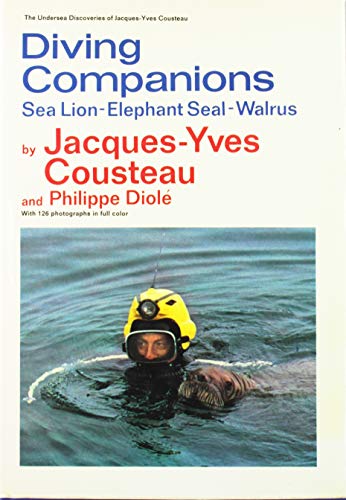 The Undersea Discoveries of Jacques-Yves Cousteau
Diving
Companions
Sea Lion-Elephant Seal-Walrus
by Jacques-Yves
Cousteau
and Philippe Diolé
With 126 photographs in full color